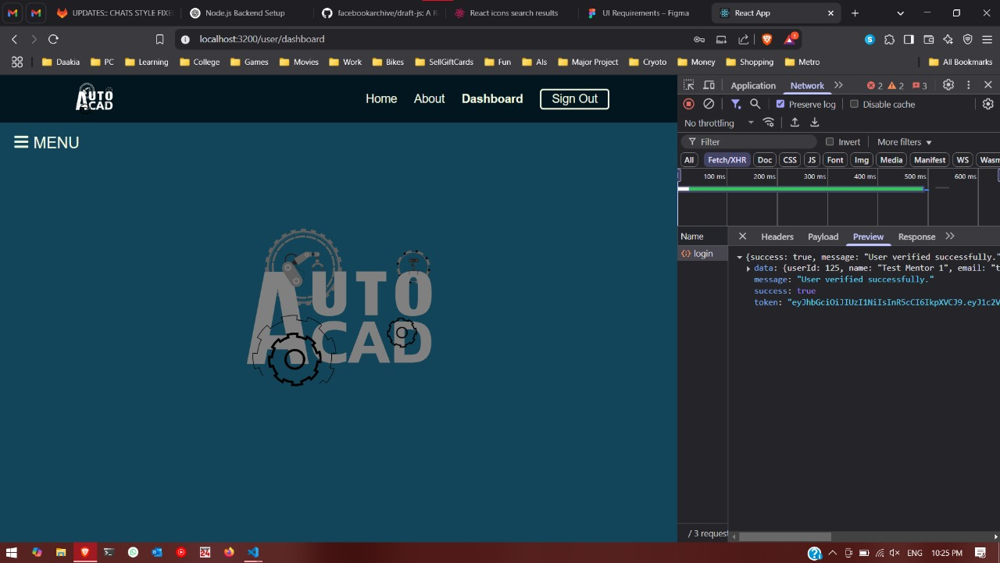 UPDATES:: CHATS STYLE FIXE
Node.js Backend Setup
facebookarchive/draft-js: A R
React icons search results
UI Requirements – Figma
React App
localhost:3200/user/dashboard
1
Daakia
PC
Learning
College
Games
Movies
Work
Bikes
SellGiftCards
Fun
AIs
Major Project
Cryoto
Money
Shopping
Metro
All Bookmarks
AUTO
ACAD
Home
About
Dashboard
Sign Out
MENU
AUTO
ACAD
Application
Network
2
2
3
Preserve log
Disable cache
No throttling
Filter
Invert
More filters
All
Fetch/XHR
Doc
CSS
JS
Font
Img
Media
Manifest
WS
Wasm
100 ms
200 ms
300 ms
400 ms
500 ms
600 ms
Name
Headers
Payload
Preview
Response
login
{success: true, message: "User verified successfully."
data: {userId: 125, name: "Test Mentor 1", email: "t
message: "User verified successfully."
success: true
token: "eyJhbGciOiJIUzI1NiIsInR5cCI6IkpXVCJ9.eyJ1c2V
/ 3 request
ENG
10:25 PM